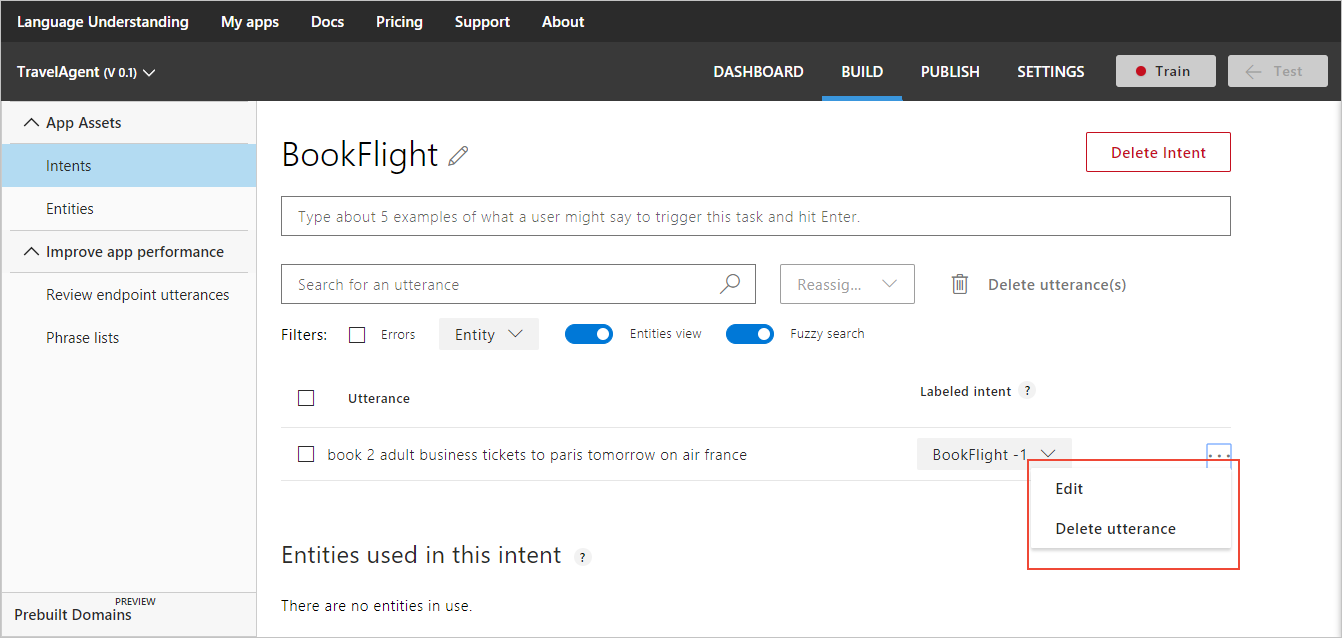 Language Understanding My apps Docs Pricing Support About
TravelAgent (V 0.1) DASHBOARD BUILD PUBLISH SETTINGS Train Test
App Assets
Intents
Entities
Improve app performance
Review endpoint utterances
Phrase lists
PREVIEW
Prebuilt Domains
BookFlight
Delete Intent
Type about 5 examples of what a user might say to trigger this task and hit Enter.
Search for an utterance Reassig... Delete utterance(s)
Filters: Errors Entity Entities view Fuzzy search
Utterance Labeled intent ?
book 2 adult business tickets to paris tomorrow on air france BookFlight -1 ...
Edit
Delete utterance
Entities used in this intent ?
There are no entities in use.